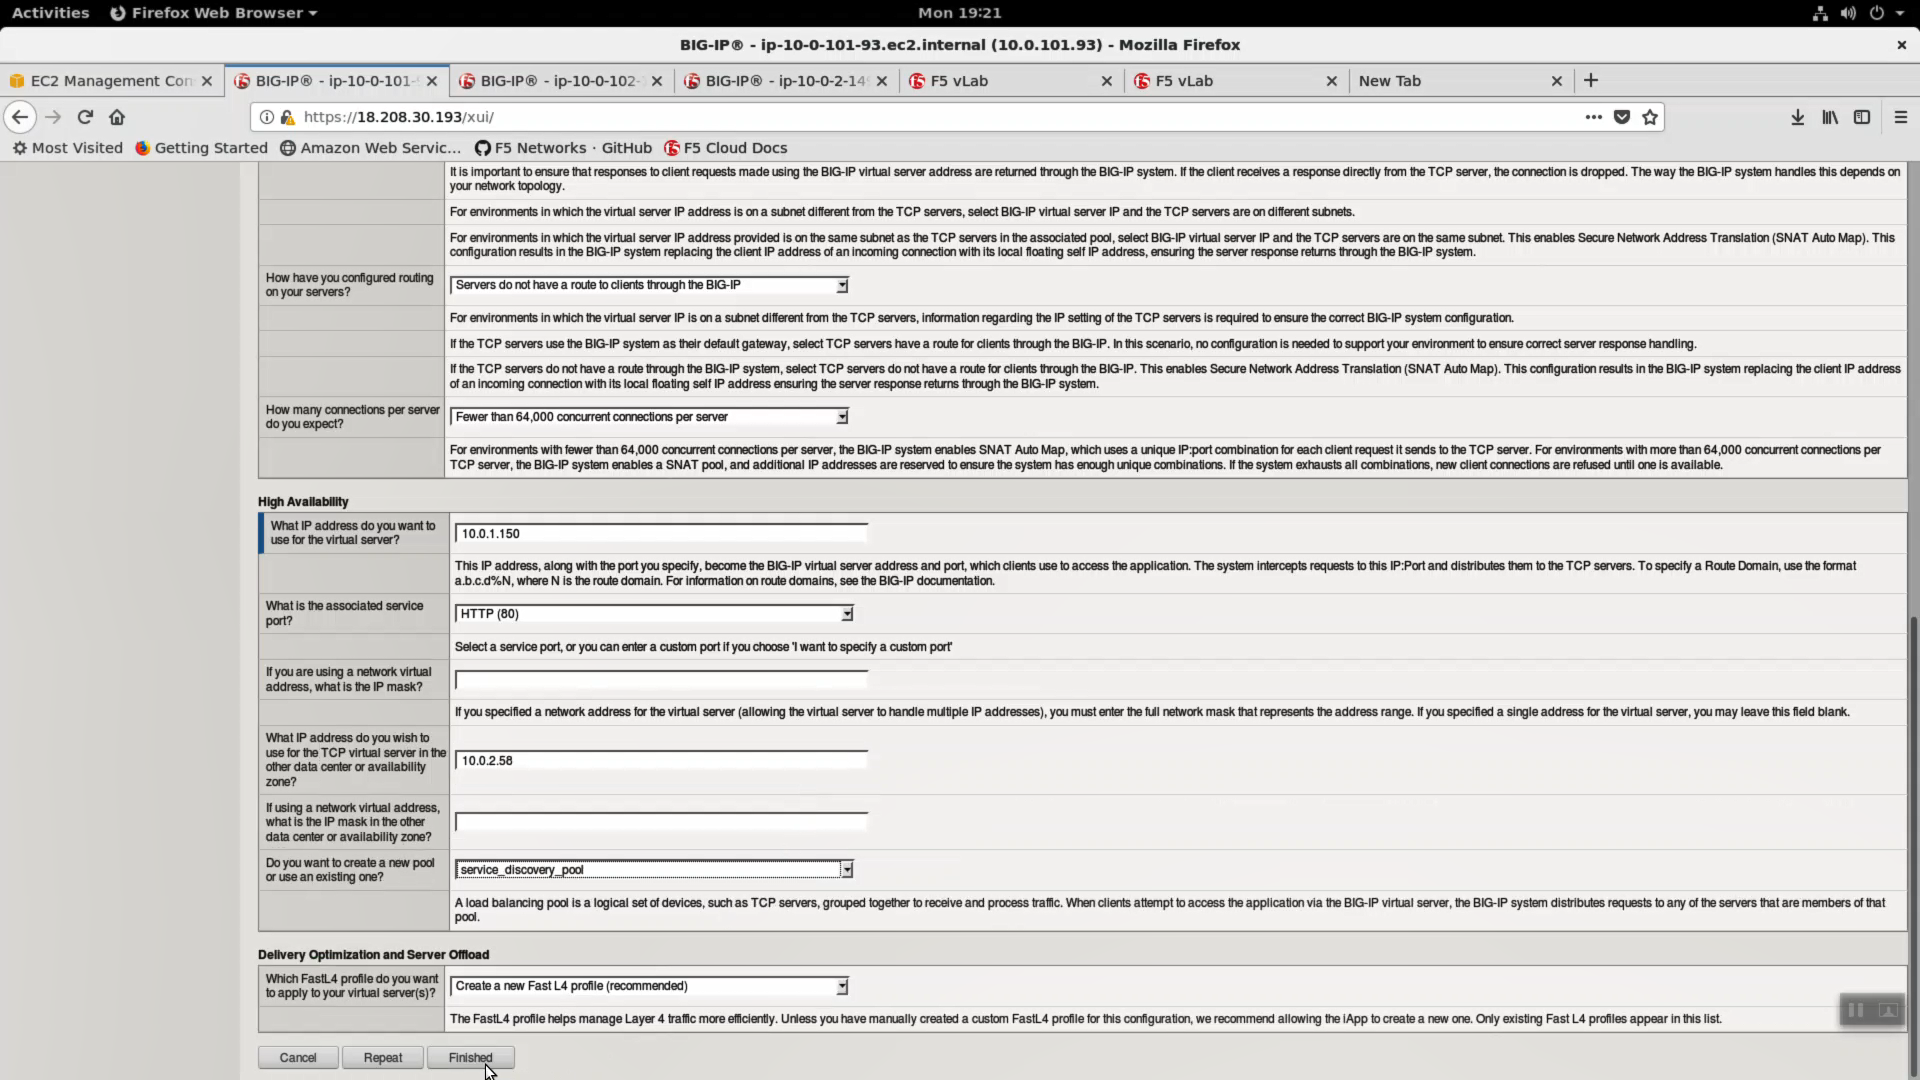 Activities Firefox Web Browser Mon 19:21
BIG-IP® - ip-10-0-101-93.ec2.internal (10.0.101.93) - Mozilla Firefox
EC2 Management Con BIG-IP® - ip-10-0-101- BIG-IP® - ip-10-0-102- BIG-IP® - ip-10-0-2-14 F5 vLab F5 vLab New Tab
https://18.208.30.193/xui/
Most Visited Getting Started Amazon Web Servic... F5 Networks · GitHub F5 Cloud Docs
It is important to ensure that responses to client requests made using the BIG-IP virtual server address are returned through the BIG-IP system. If the client receives a response directly from the TCP server, the connection is dropped. The way the BIG-IP system handles this depends on
your network topology.
For environments in which the virtual server IP address is on a subnet different from the TCP servers, select BIG-IP virtual server IP and the TCP servers are on different subnets.
For environments in which the virtual server IP address provided is on the same subnet as the TCP servers in the associated pool, select BIG-IP virtual server IP and the TCP servers are on the same subnet. This enables Secure Network Address Translation (SNAT Auto Map). This
configuration results in the BIG-IP system replacing the client IP address of an incoming connection with its local floating self IP address, ensuring the server response returns through the BIG-IP system.
How have you configured routing
on your servers?
Servers do not have a route to clients through the BIG-IP
For environments in which the virtual server IP is on a subnet different from the TCP servers, information regarding the IP setting of the TCP servers is required to ensure the correct BIG-IP system configuration.
If the TCP servers use the BIG-IP system as their default gateway, select TCP servers have a route for clients through the BIG-IP. In this scenario, no configuration is needed to support your environment to ensure correct server response handling.
If the TCP servers do not have a route through the BIG-IP system, select TCP servers do not have a route for clients through the BIG-IP. This enables Secure Network Address Translation (SNAT Auto Map). This configuration results in the BIG-IP system replacing the client IP address
of an incoming connection with its local floating self IP address ensuring the server response returns through the BIG-IP system.
How many connections per server
do you expect?
Fewer than 64,000 concurrent connections per server
For environments with fewer than 64,000 concurrent connections per server, the BIG-IP system enables SNAT Auto Map, which uses a unique IP:port combination for each client request it sends to the TCP server. For environments with more than 64,000 concurrent connections per
TCP server, the BIG-IP system enables a SNAT pool, and additional IP addresses are reserved to ensure the system has enough unique combinations. If the system exhausts all combinations, new client connections are refused until one is available.
High Availability
What IP address do you want to
use for the virtual server?
10.0.1.150
This IP address, along with the port you specify, become the BIG-IP virtual server address and port, which clients use to access the application. The system intercepts requests to this IP:Port and distributes them to the TCP servers. To specify a Route Domain, use the format
a.b.c.d%N, where N is the route domain. For information on route domains, see the BIG-IP documentation.
What is the associated service
port?
HTTP (80)
Select a service port, or you can enter a custom port if you choose 'I want to specify a custom port'
If you are using a network virtual
address, what is the IP mask?
If you specified a network address for the virtual server (allowing the virtual server to handle multiple IP addresses), you must enter the full network mask that represents the address range. If you specified a single address for the virtual server, you may leave this field blank.
What IP address do you wish to
use for the TCP virtual server in the
other data center or availability
zone?
10.0.2.58
If using a network virtual address,
what is the IP mask in the other
data center or availability zone?
Do you want to create a new pool
or use an existing one?
service_discovery_pool
A load balancing pool is a logical set of devices, such as TCP servers, grouped together to receive and process traffic. When clients attempt to access the application via the BIG-IP virtual server, the BIG-IP system distributes requests to any of the servers that are members of that
pool.
Delivery Optimization and Server Offload
Which FastL4 profile do you want
to apply to your virtual server(s)?
Create a new Fast L4 profile (recommended)
The FastL4 profile helps manage Layer 4 traffic more efficiently. Unless you have manually created a custom FastL4 profile for this configuration, we recommend allowing the iApp to create a new one. Only existing Fast L4 profiles appear in this list.
Cancel Repeat Finished